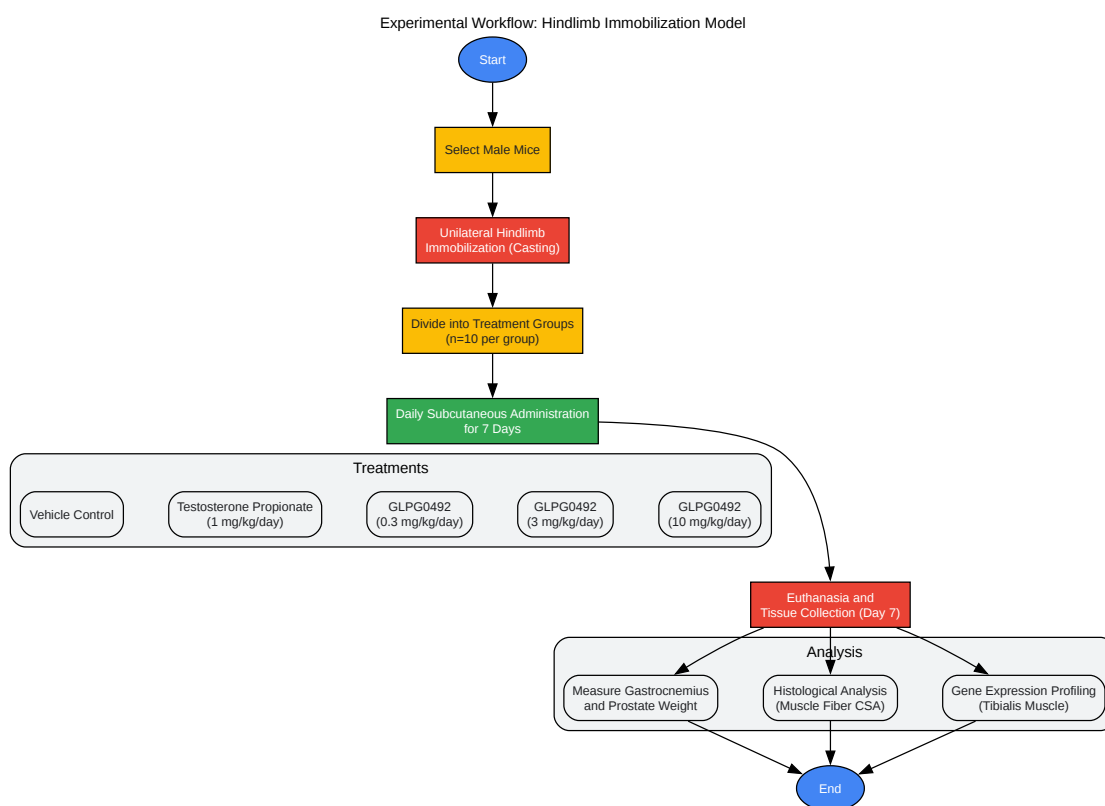 Experimental Workflow: Hindlimb Immobilization Model
Start
Select Male Mice
Unilateral Hindlimb
Immobilization (Casting)
Divide into Treatment Groups
(n=10 per group)
Daily Subcutaneous Administration
for 7 Days
Treatments
Vehicle Control
Testosterone Propionate
(1 mg/kg/day)
GLPG0492
(0.3 mg/kg/day)
GLPG0492
(3 mg/kg/day)
GLPG0492
(10 mg/kg/day)
Euthanasia and
Tissue Collection (Day 7)
Analysis
Measure Gastrocnemius
and Prostate Weight
Histological Analysis
(Muscle Fiber CSA)
Gene Expression Profiling
(Tibialis Muscle)
End